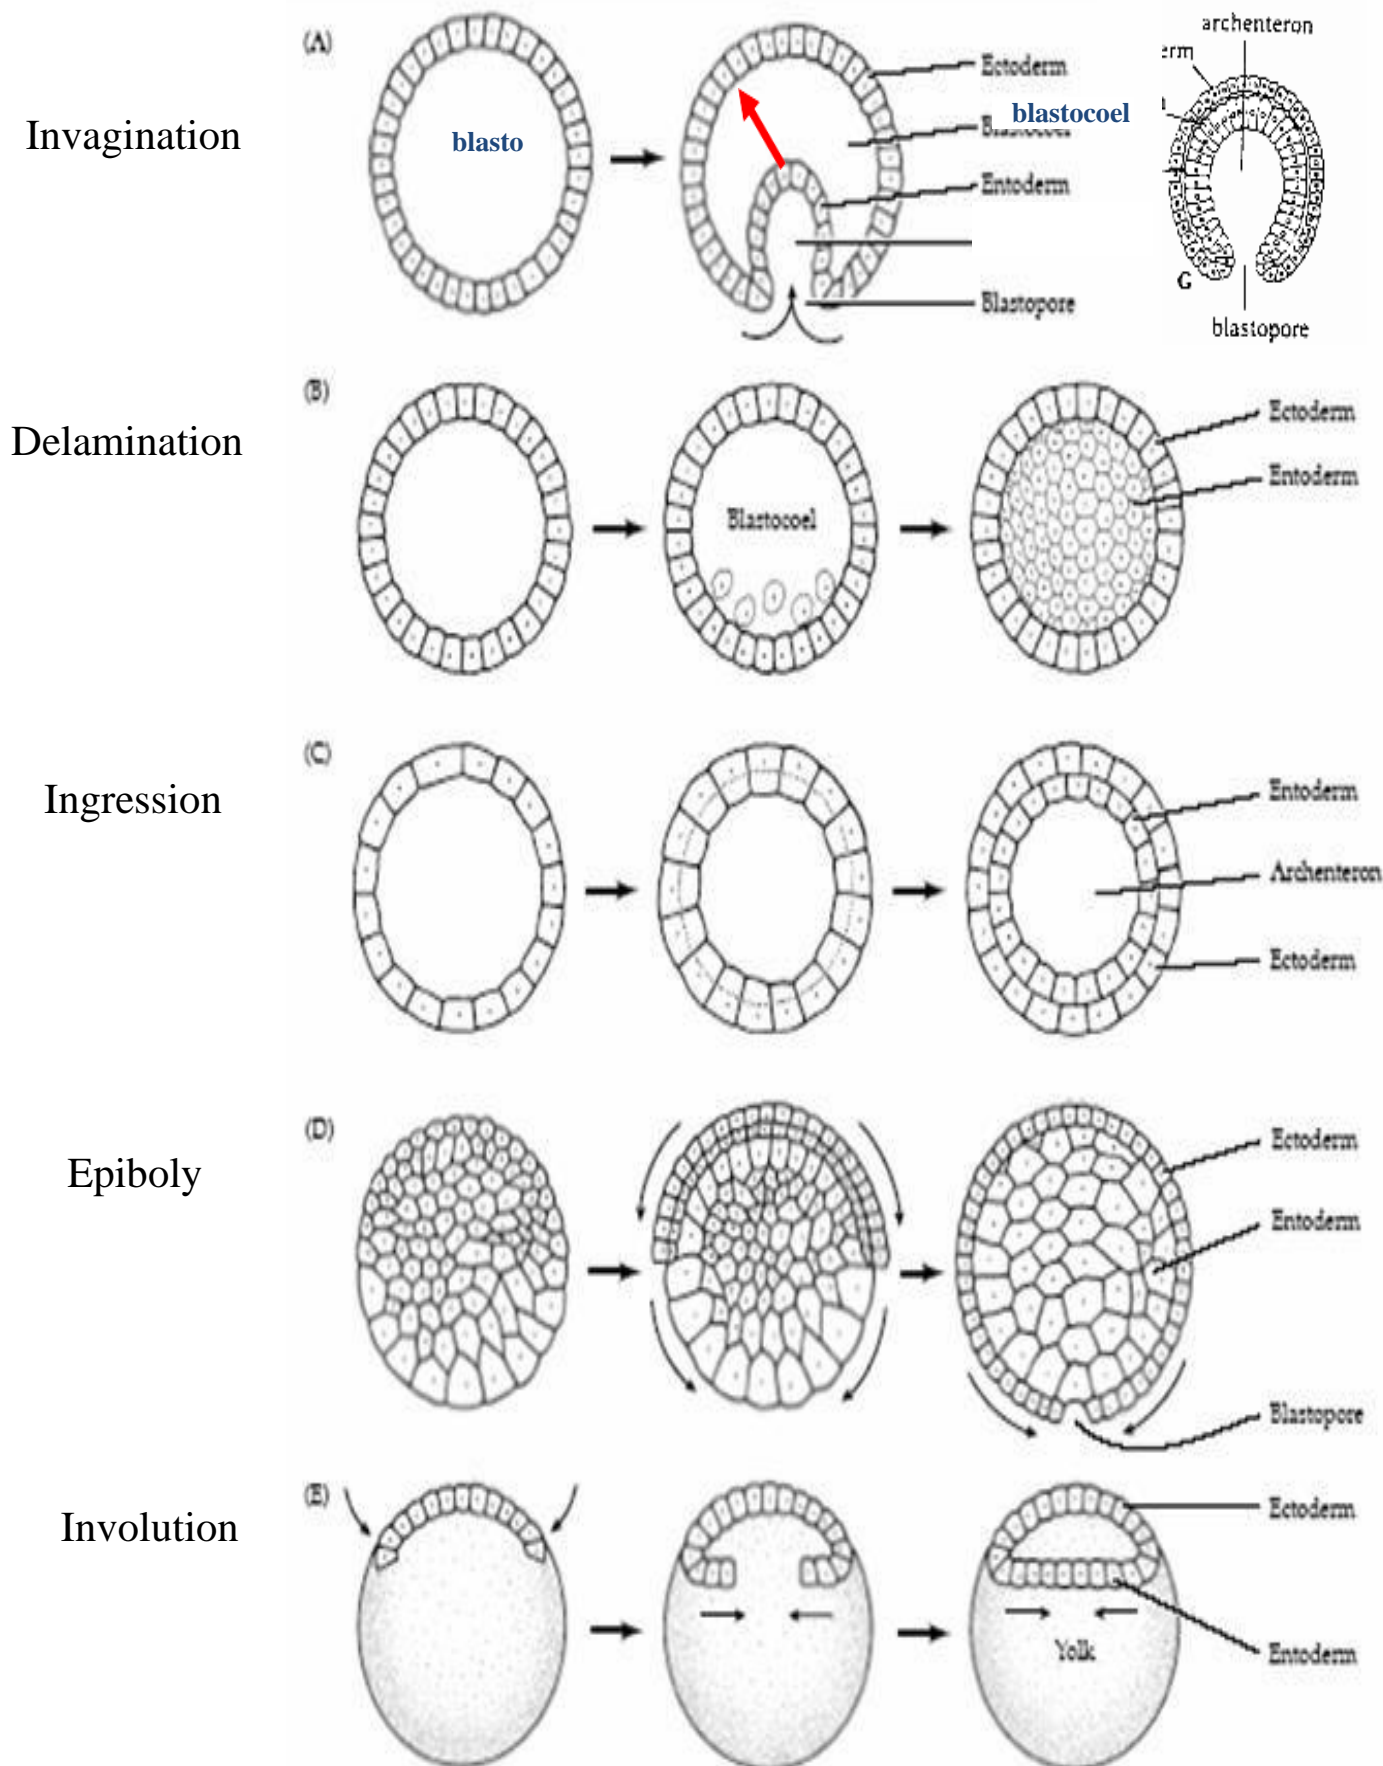 Invagination
(A)
blasto
Ectoderm
blastocoel
Entoderm
Blastopore
archenteron
erm
G
blastopore
Delamination
(B)
Blastocoel
Ectoderm
Entoderm
Ingression
(C)
Entoderm
Archenteron
Ectoderm
Epiboly
(D)
Ectoderm
Entoderm
Blastopore
Involution
(E)
Ectoderm
Yolk
Entoderm